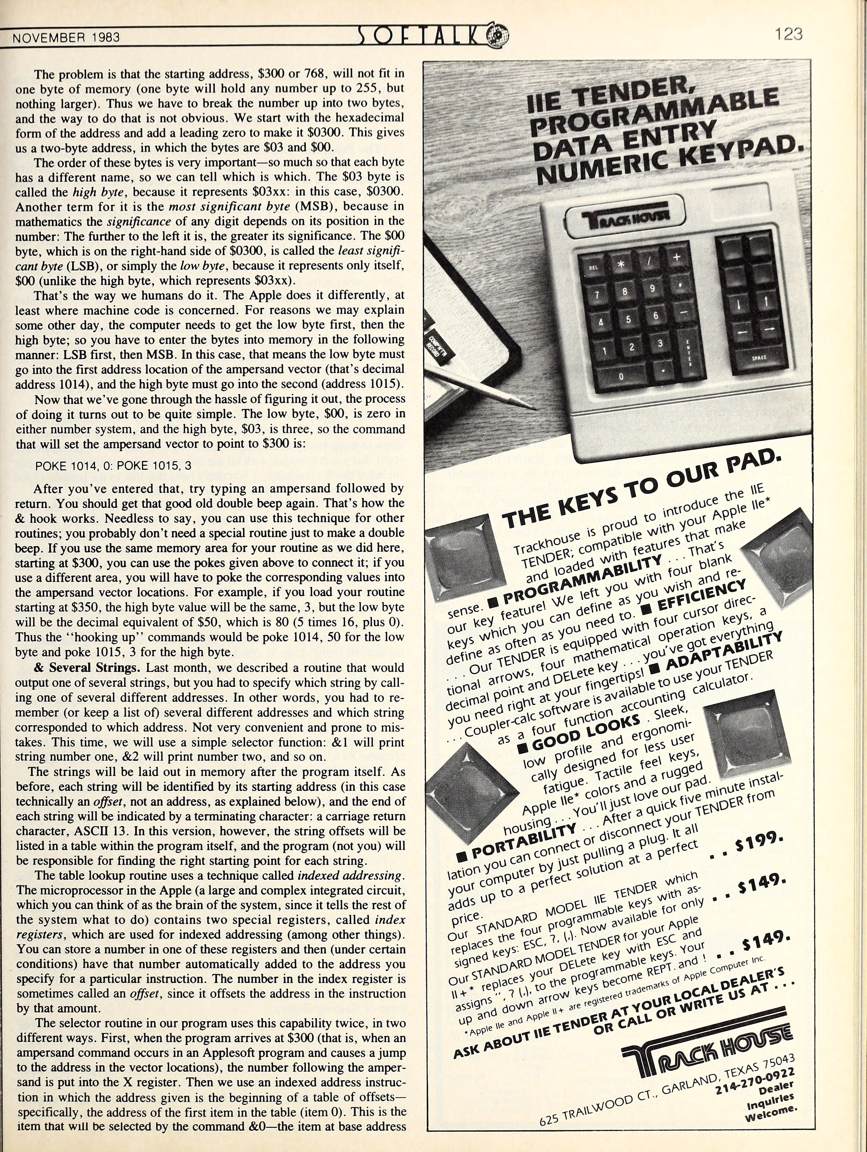 NOVEMBER 1983
SOFTALK
123
The problem is that the starting address, $300 or 768, will not fit in
one byte of memory (one byte will hold any number up to 255, but
nothing larger). Thus we have to break the number up into two bytes,
and the way to do that is not obvious. We start with the hexadecimal
form of the address and add a leading zero to make it $0300. This gives
us a two-byte address, in which the bytes are $03 and $00.
The order of these bytes is very important—so much so that each byte
has a different name, so we can tell which is which. The $03 byte is
called the high byte, because it represents $03xx: in this case, $0300.
Another term for it is the most significant byte (MSB), because in
mathematics the significance of any digit depends on its position in the
number: The further to the left it is, the greater its significance. The $00
byte, which is on the right-hand side of $0300, is called the least signifi-
cant byte (LSB), or simply the low byte, because it represents only itself,
$00 (unlike the high byte, which represents $03xx).
That's the way we humans do it. The Apple does it differently, at
least where machine code is concerned. For reasons we may explain
some other day, the computer needs to get the low byte first, then the
high byte; so you have to enter the bytes into memory in the following
manner: LSB first, then MSB. In this case, that means the low byte must
go into the first address location of the ampersand vector (that's decimal
address 1014), and the high byte must go into the second (address 1015).
Now that we've gone through the hassle of figuring it out, the process
of doing it turns out to be quite simple. The low byte, $00, is zero in
either number system, and the high byte, $03, is three, so the command
that will set the ampersand vector to point to $300 is:
POKE 1014, 0: POKE 1015, 3
After you've entered that, try typing an ampersand followed by
return. You should get that good old double beep again. That's how the
& hook works. Needless to say, you can use this technique for other
routines; you probably don't need a special routine just to make a double
beep. If you use the same memory area for your routine as we did here,
starting at $300, you can use the pokes given above to connect it; if you
use a different area, you will have to poke the corresponding values into
the ampersand vector locations. For example, if you load your routine
starting at $350, the high byte value will be the same, 3, but the low byte
will be the decimal equivalent of $50, which is 80 (5 times 16, plus 0).
Thus the "hooking up" commands would be poke 1014, 50 for the low
byte and poke 1015, 3 for the high byte.
& Several Strings. Last month, we described a routine that would
output one of several strings, but you had to specify which string by call-
ing one of several different addresses. In other words, you had to re-
member (or keep a list of) several different addresses and which string
corresponded to which address. Not very convenient and prone to mis-
takes. This time, we will use a simple selector function: &1 will print
string number one, &2 will print number two, and so on.
The strings will be laid out in memory after the program itself. As
before, each string will be identified by its starting address (in this case
technically an offset, not an address, as explained below), and the end of
each string will be indicated by a terminating character: a carriage return
character, ASCII 13. In this version, however, the string offsets will be
listed in a table within the program itself, and the program (not you) will
be responsible for finding the right starting point for each string.
The table lookup routine uses a technique called indexed addressing.
The microprocessor in the Apple (a large and complex integrated circuit,
which you can think of as the brain of the system, since it tells the rest of
the system what to do) contains two special registers, called index
registers, which are used for indexed addressing (among other things).
You can store a number in one of these registers and then (under certain
conditions) have that number automatically added to the address you
specify for a particular instruction. The number in the index register is
sometimes called an offset, since it offsets the address in the instruction
by that amount.
The selector routine in our program uses this capability twice, in two
different ways. First, when the program arrives at $300 (that is, when an
ampersand command occurs in an Applesoft program and causes a jump
to the address in the vector locations), the number following the amper-
sand is put into the X register. Then we use an indexed address instruc-
tion in which the address given is the beginning of a table of offsets—
specifically, the address of the first item in the table (item 0). This is the
item that will be selected by the command &0—the item at base address
IIE TENDER,
PROGRAMMABLE
DATA ENTRY
NUMERIC KEYPAD.
TRACK HOUSE
DEL * / +
7 8 9
4 5 6 −
1 2 3 ENTER
0 .
↓ ↑
← →
SPACE
THE KEYS TO OUR PAD.
Trackhouse is proud to introduce the IIE
TENDER; compatible with your Apple IIe*
and loaded with features that make
sense. ■ PROGRAMMABILITY . . . That's
our key feature! We left you with four blank
keys which you can define as you wish and re-
define as often as you need to. ■ EFFICIENCY
. . . Our TENDER is equipped with four cursor direc-
tional arrows, four mathematical operation keys, a
decimal point and DELete key . . . you've got everything
you need right at your fingertips! ■ ADAPTABILITY
. . . Coupler-calc software is available to use your TENDER
as a four function accounting calculator.
■ GOOD LOOKS . Sleek,
low profile and ergonomi-
cally designed for less user
fatigue. Tactile feel keys,
Apple IIe* colors and a rugged
housing . . . You'll just love our pad.
■ PORTABILITY . . . After a quick five minute instal-
lation you can connect or disconnect your TENDER from
your computer by just pulling a plug. It all
adds up to a perfect solution at a perfect
price. . . $199.
Our STANDARD MODEL IIE TENDER which
replaces the four programmable keys with as-
signed keys: ESC, ?, (,). Now available for only . . $149.
Our STANDARD MODEL TENDER for your Apple
II+* replaces your DELete key with ESC and
assigns ", ? (,), to the programmable keys. Your
up and down arrow keys become REPT. and ! . . $149.
*Apple IIe and Apple II+ are registered trademarks of Apple Computer Inc.
ASK ABOUT IIE TENDER AT YOUR LOCAL DEALER'S
OR CALL OR WRITE US AT . . .
TRACK HOUSE
625 TRAILWOOD CT., GARLAND, TEXAS 75043
214-270-0922
Dealer
Inquiries
Welcome.